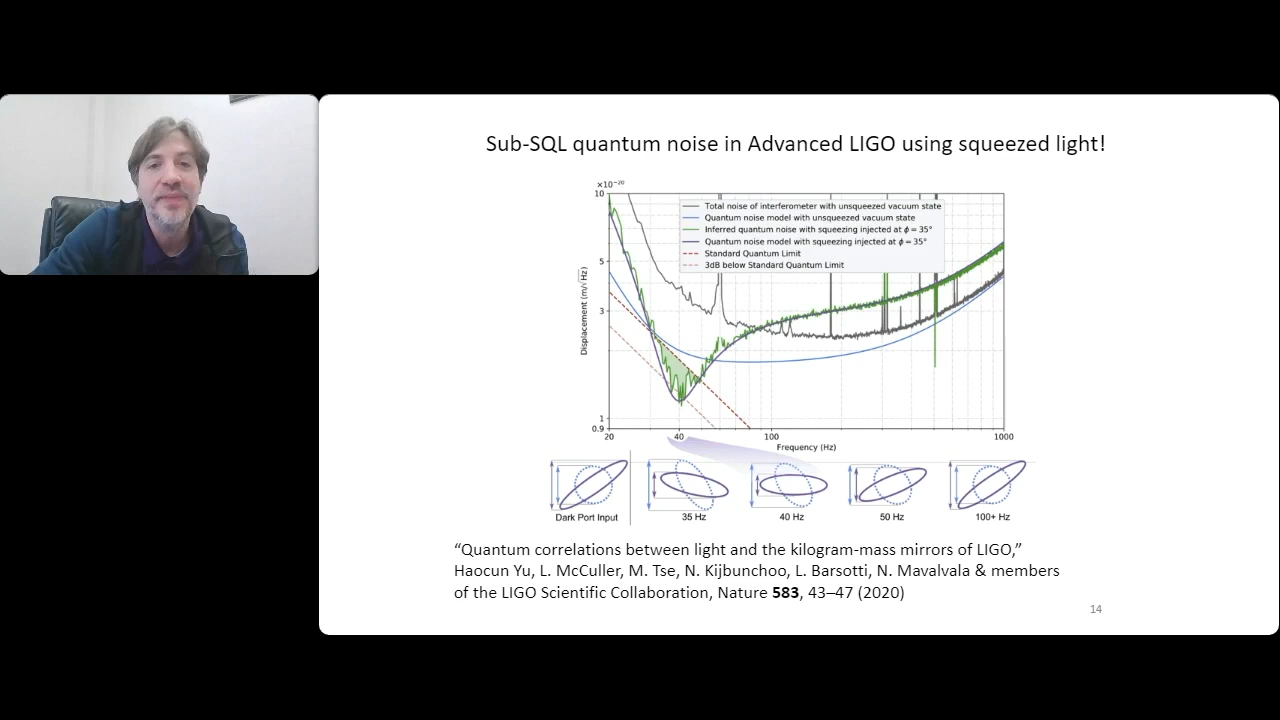 Sub-SQL quantum noise in Advanced LIGO using squeezed light!
×10⁻²⁰
Total noise of interferometer with unsqueezed vacuum state
Quantum noise model with unsqueezed vacuum state
Inferred quantum noise with squeezing injected at ϕ = 35°
Quantum noise model with squeezing injected at ϕ = 35°
Standard Quantum Limit
3dB below Standard Quantum Limit
10
5
3
1
0.9
Displacement (m/√Hz)
20 40 100 1000
Frequency (Hz)
Dark Port Input 35 Hz 40 Hz 50 Hz 100+ Hz
“Quantum correlations between light and the kilogram-mass mirrors of LIGO,”
Haocun Yu, L. McCuller, M. Tse, N. Kijbunchoo, L. Barsotti, N. Mavalvala & members
of the LIGO Scientific Collaboration, Nature 583, 43–47 (2020)
14